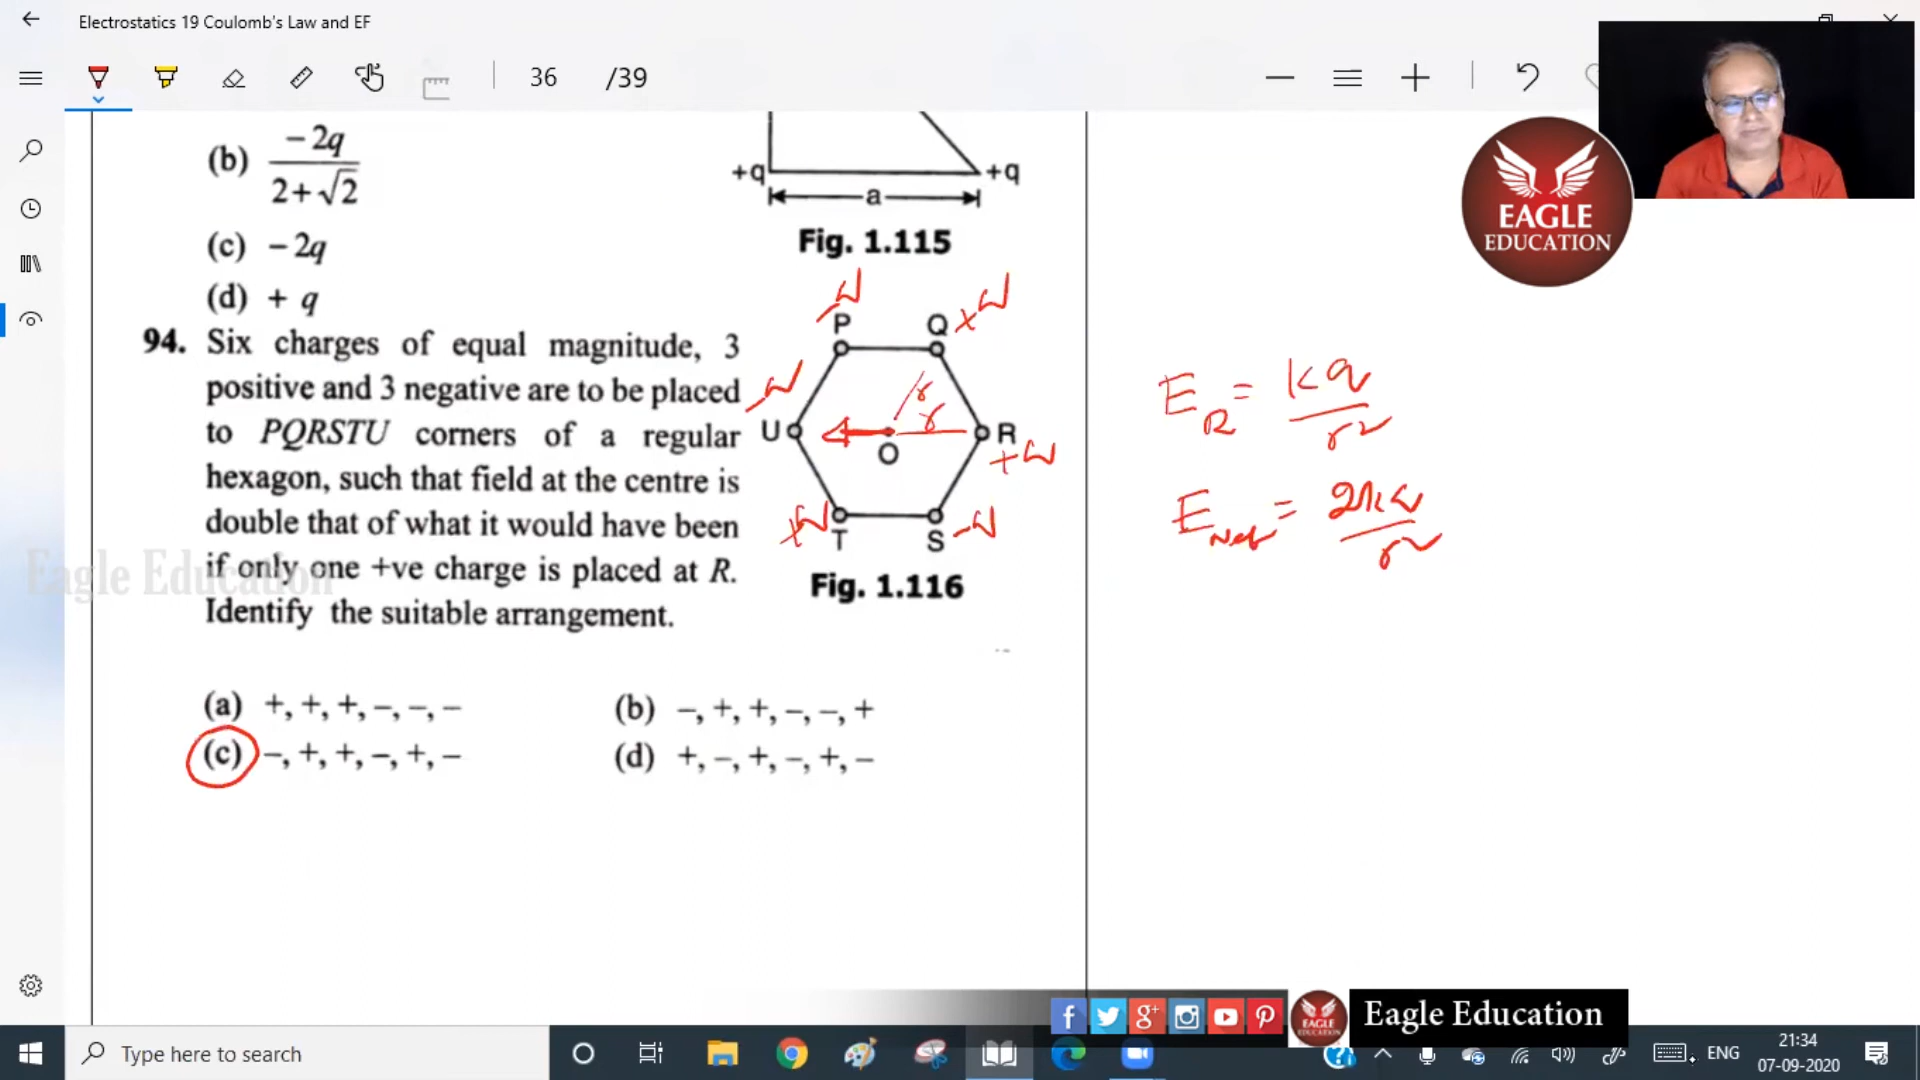 Electrostatics 19 Coulomb's Law and EF
36 /39
EAGLE
EDUCATION
(b) -2q / 2+√2
(c) – 2q
(d) + q
+q +q
a
Fig. 1.115
94. Six charges of equal magnitude, 3
positive and 3 negative are to be placed
to PQRSTU corners of a regular
hexagon, such that field at the centre is
double that of what it would have been
if only one +ve charge is placed at R.
Identify the suitable arrangement.
P Q
U O R
T S
r
r
Fig. 1.116
E_R = kq / r²
E_Net = 2kq / r²
Eagle Education
(a) +, +, +, –, –, –
(b) –, +, +, –, –, +
(c) –, +, +, –, +, –
(d) +, –, +, –, +, –
EAGLE
EDUCATION
Eagle Education
Type here to search
ENG
21:34
07-09-2020